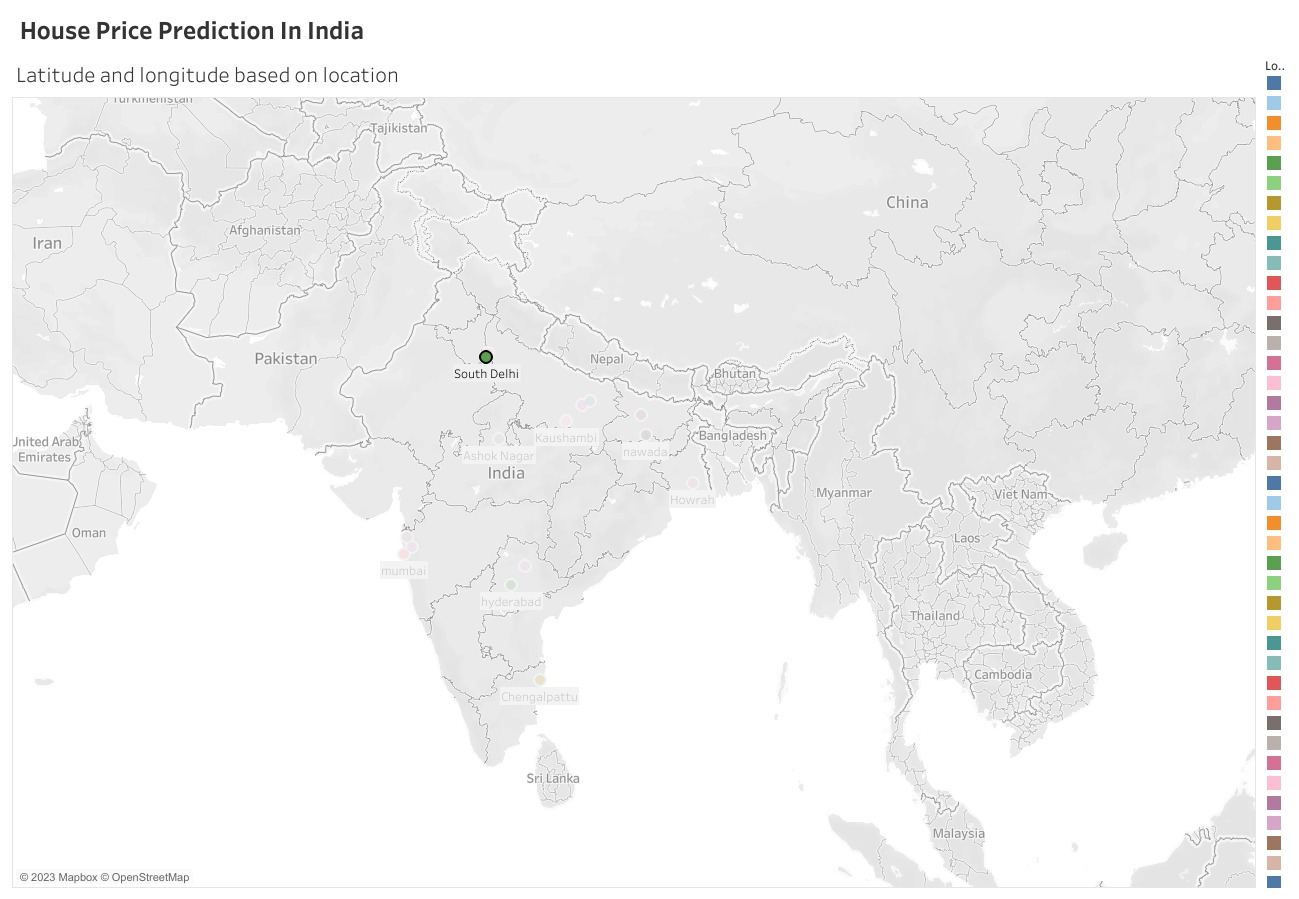 House Price Prediction In India
Latitude and longitude based on location
Lo..
Turkmenistan
Tajikistan
China
Afghanistan
Iran
Pakistan
Nepal
South Delhi
Bhutan
United Arab
Emirates
Kaushambi
Bangladesh
Ashok Nagar
nawada
India
Howrah
Myanmar
Viet Nam
Oman
Laos
mumbai
hyderabad
Thailand
Cambodia
Chengalpattu
Sri Lanka
Malaysia
© 2023 Mapbox © OpenStreetMap